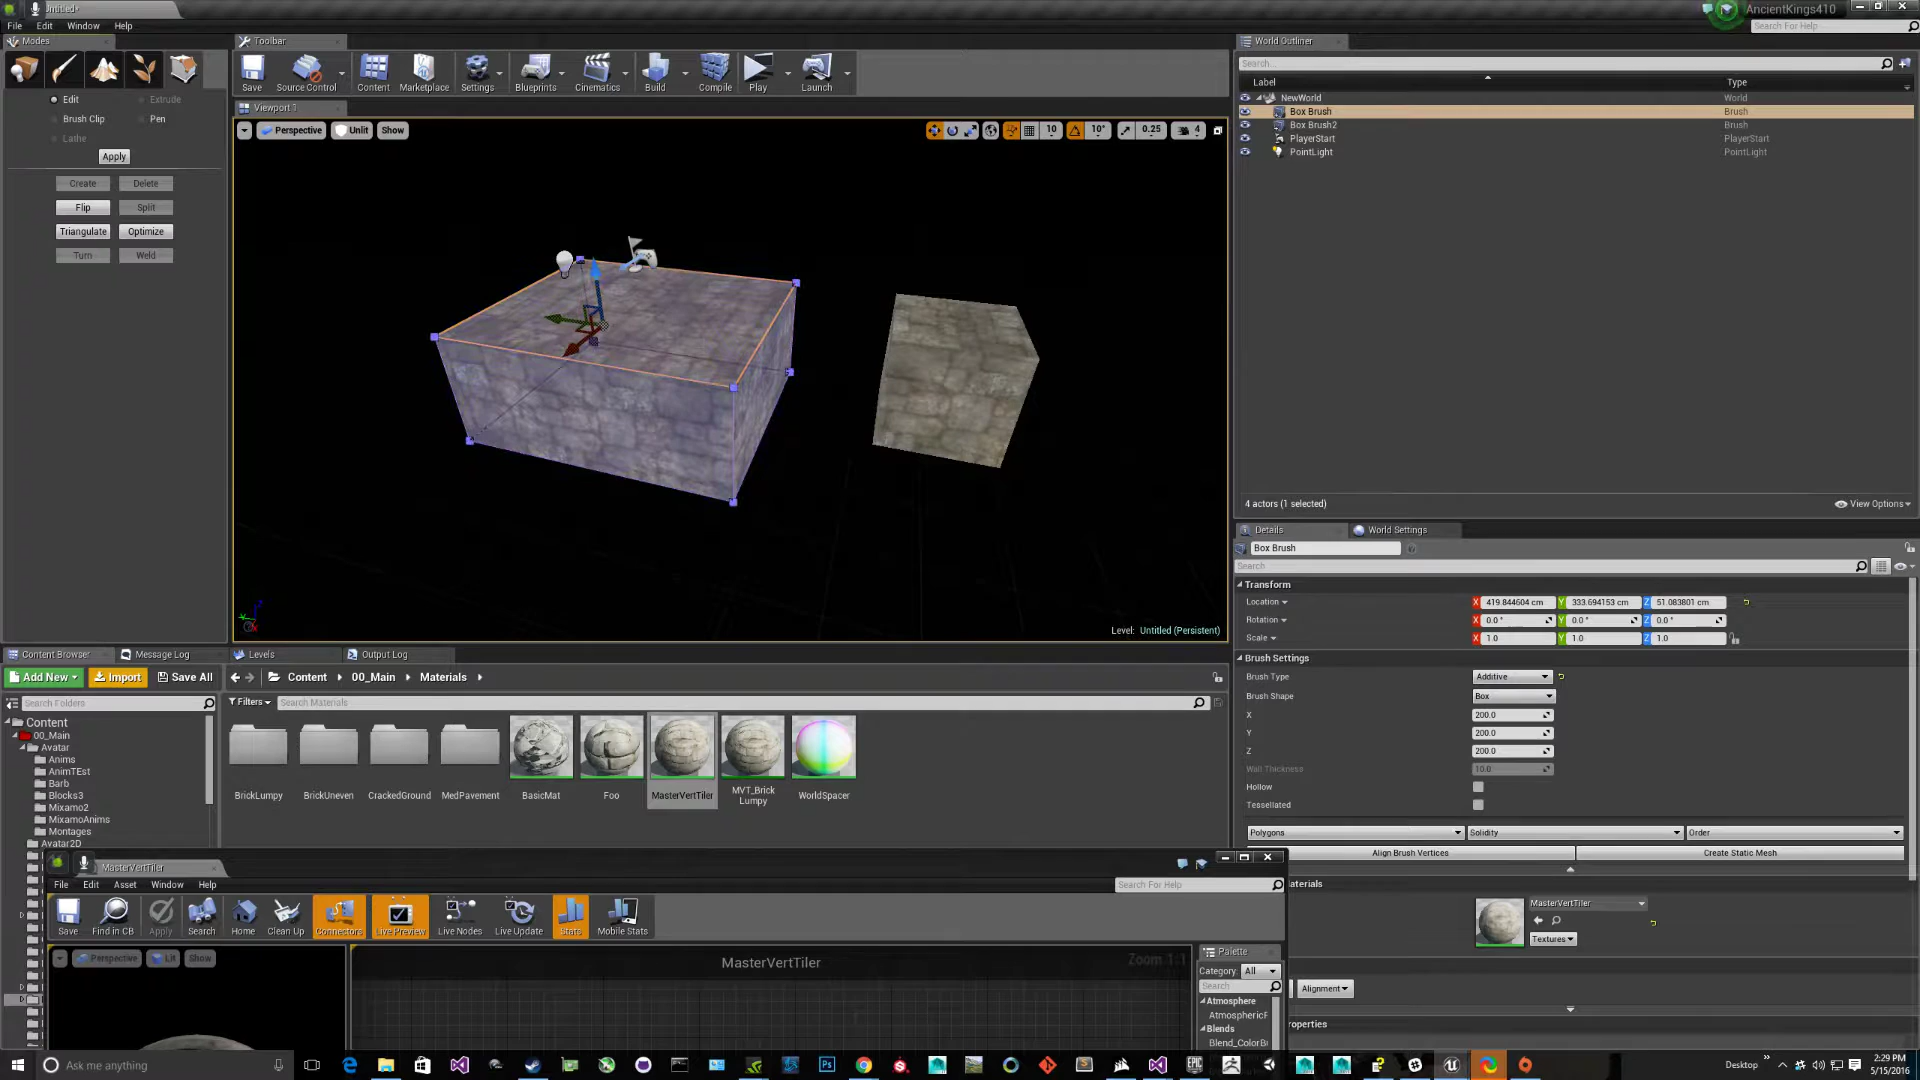 Untitled*
AncientKings410
File Edit Window Help
Search For Help
Modes
Toolbar
World Outliner
Save Source Control Content Marketplace Settings Blueprints Cinematics Build Compile Play Launch
Search...
Label Type
Edit Extrude
Brush Clip Pen
Lathe
Apply
Create Delete
Flip Split
Triangulate Optimize
Turn Weld
Viewport 1
Perspective Unlit Show
10 10° 0.25 4
NewWorld World
Box Brush Brush
Box Brush2 Brush
PlayerStart PlayerStart
PointLight PointLight
4 actors (1 selected)
View Options
Level: Untitled (Persistent)
Details World Settings
Box Brush
Search
Transform
Location X 419.844604 cm Y 333.694153 cm Z 51.083801 cm
Rotation X 0.0° Y 0.0° Z 0.0°
Scale X 1.0 Y 1.0 Z 1.0
Brush Settings
Brush Type Additive
Brush Shape Box
X 200.0
Y 200.0
Z 200.0
Wall Thickness 10.0
Hollow
Tessellated
Polygons Solidity Order
Align Brush Vertices Create Static Mesh
aterials
MasterVertTiler
Textures
Alignment
roperties
Content Browser Message Log Levels Output Log
Add New Import Save All
Content 00_Main Materials
Search Folders
Filters Search Materials
Content
00_Main
Avatar
Anims
AnimTEst
Barb
Blocks3
Mixamo2
MixamoAnims
Montages
Avatar2D
BrickLumpy BrickUneven CrackedGround MedPavement BasicMat Foo MasterVertTiler MVT_Brick WorldSpacer
Lumpy
MasterVertTiler
File Edit Asset Window Help
Search For Help
Save Find in CB Apply Search Home Clean Up Connectors Live Preview Live Nodes Live Update Stats Mobile Stats
Perspective Lit Show
MasterVertTiler
Zoom 1:1
Palette
Category: All
Search
Atmosphere
AtmosphericF
Blends
Blend_ColorBu
Ask me anything
Desktop
2:29 PM
5/15/2016